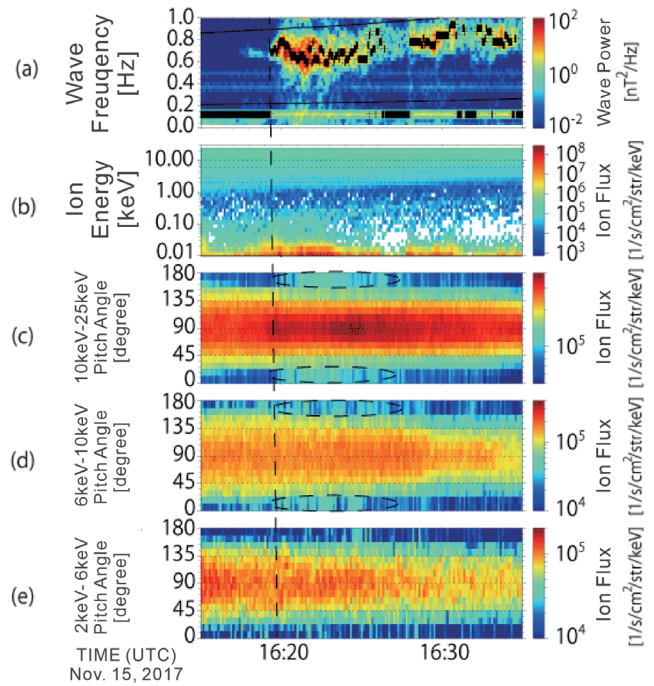 (a)
Wave
Freuqency
[Hz]
1.0
0.8
0.6
0.4
0.2
0.0
10²
10⁰
10⁻²
Wave Power
[nT²/Hz]
(b)
Ion
Energy
[keV]
10.00
1.00
0.10
0.01
10⁸
10⁷
10⁶
10⁵
10⁴
10³
Ion Flux
[1/s/cm²/str/keV]
(c)
10keV-25keV
Pitch Angle
[degree]
180
135
90
45
0
10⁵
Ion Flux
[1/s/cm²/str/keV]
(d)
6keV-10keV
Pitch Angle
[degree]
180
135
90
45
0
10⁵
10⁴
Ion Flux
[1/s/cm²/str/keV]
(e)
2keV-6keV
Pitch Angle
[degree]
180
135
90
45
0
10⁵
10⁴
Ion Flux
[1/s/cm²/str/keV]
TIME (UTC)
16:20
16:30
Nov. 15, 2017